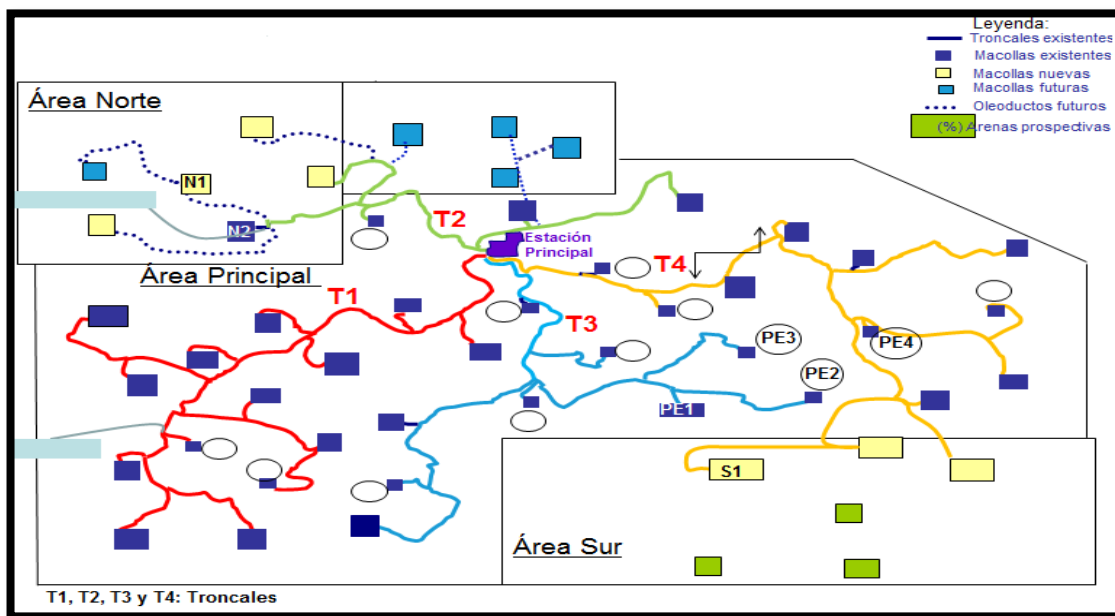 Leyenda:
Troncales existentes
Macollas existentes
Macollas nuevas
Macollas futuras
Oleoductos futuros
(%) Arenas prospectivas
Área Norte
N1
N2
T2
Estación
Principal
T4
Área Principal
T1
T3
PE3
PE4
PE2
PE1
S1
Área Sur
T1, T2, T3 y T4: Troncales